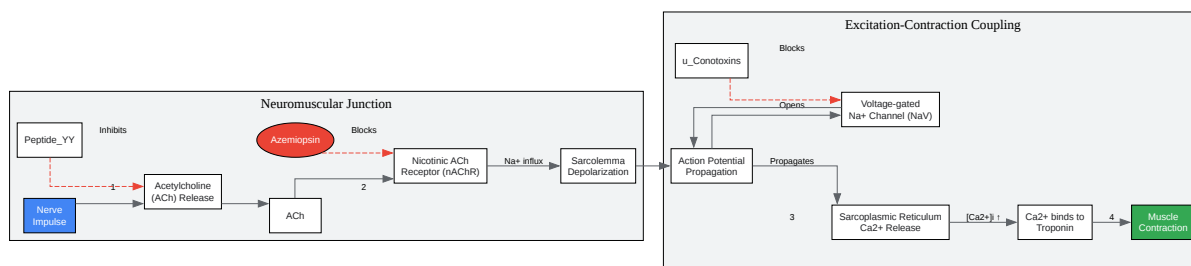 Excitation-Contraction Coupling
u_Conotoxins
Blocks
Voltage-gated
Na+ Channel (NaV)
Opens
Action Potential
Propagation
Propagates
3
Sarcoplasmic Reticulum
Ca2+ Release
[Ca2+]i ↑
Ca2+ binds to
Troponin
4
Muscle
Contraction
Neuromuscular Junction
Peptide_YY
Inhibits
1
Acetylcholine
(ACh) Release
Nerve
Impulse
Azemiopsin
Blocks
2
ACh
Nicotinic ACh
Receptor (nAChR)
Na+ influx
Sarcolemma
Depolarization